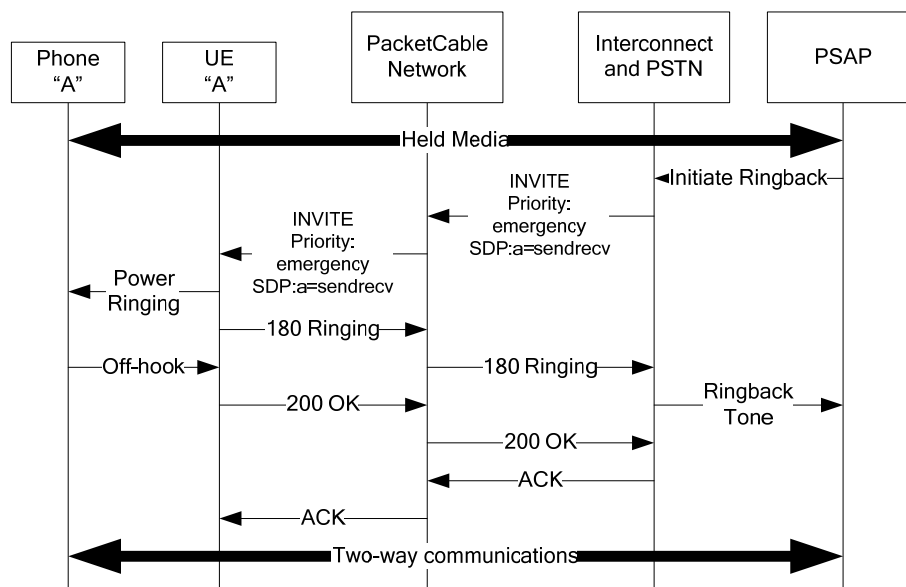 Phone
“A”
UE
“A”
PacketCable
Network
Interconnect
and PSTN
PSAP
Held Media
Initiate Ringback
INVITE
Priority:
emergency
SDP:a=sendrecv
INVITE
Priority:
emergency
SDP:a=sendrecv
Power
Ringing
180 Ringing
Off-hook
180 Ringing
200 OK
Ringback
Tone
200 OK
ACK
ACK
Two-way communications